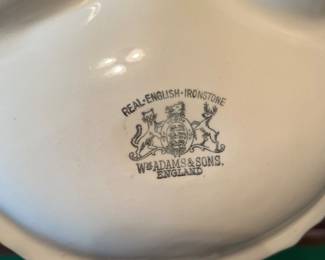 REAL·ENGLISH·IRONSTONE
Wm ADAMS & SONS.
ENGLAND